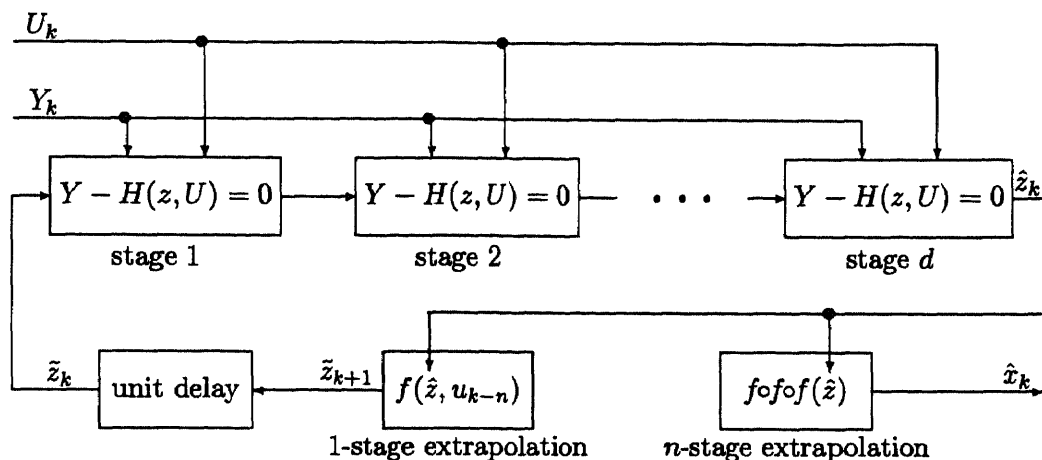 U_k
Y_k
Y − H(z, U) = 0 Y − H(z, U) = 0 · · · Y − H(z, U) = 0 ẑ_k
stage 1 stage 2 stage d
z̃_k unit delay z̃_{k+1} f(ẑ, u_{k−n}) f∘f∘f(ẑ) x̂_k
1-stage extrapolation n-stage extrapolation